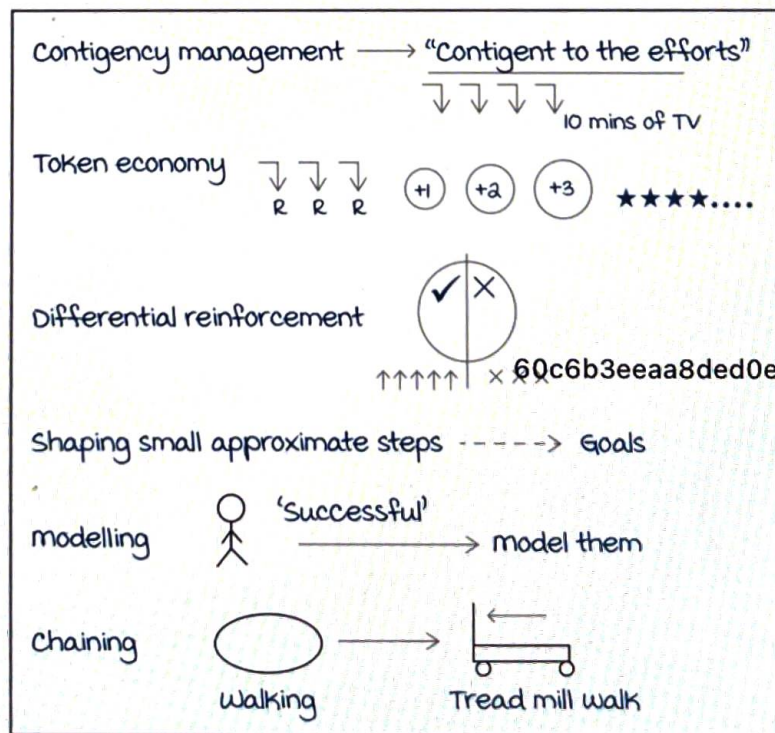 Contigency management → "Contigent to the efforts"
10 mins of TV
Token economy
R R R +1 +2 +3 ★★★★....
Differential reinforcement ✓ ×
↑↑↑↑↑ × × × 60c6b3eeaa8ded0e
Shaping small approximate steps ----> Goals
'Successful'
modelling → model them
Chaining →
Walking Tread mill walk